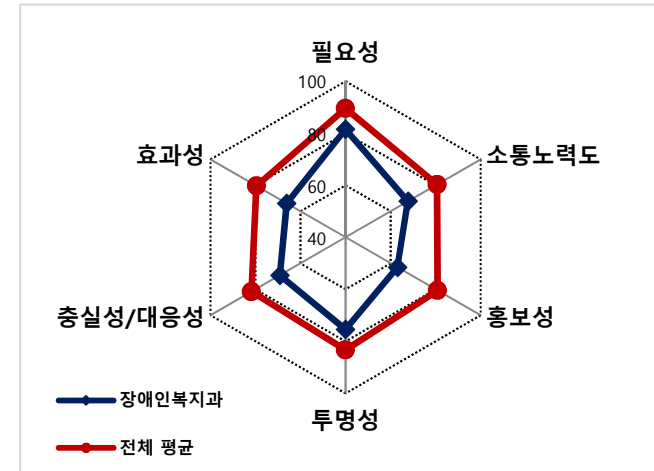 필요성
100
80
효과성
소통노력도
60
40
충실성/대응성
홍보성
투명성
장애인복지과
전체 평균